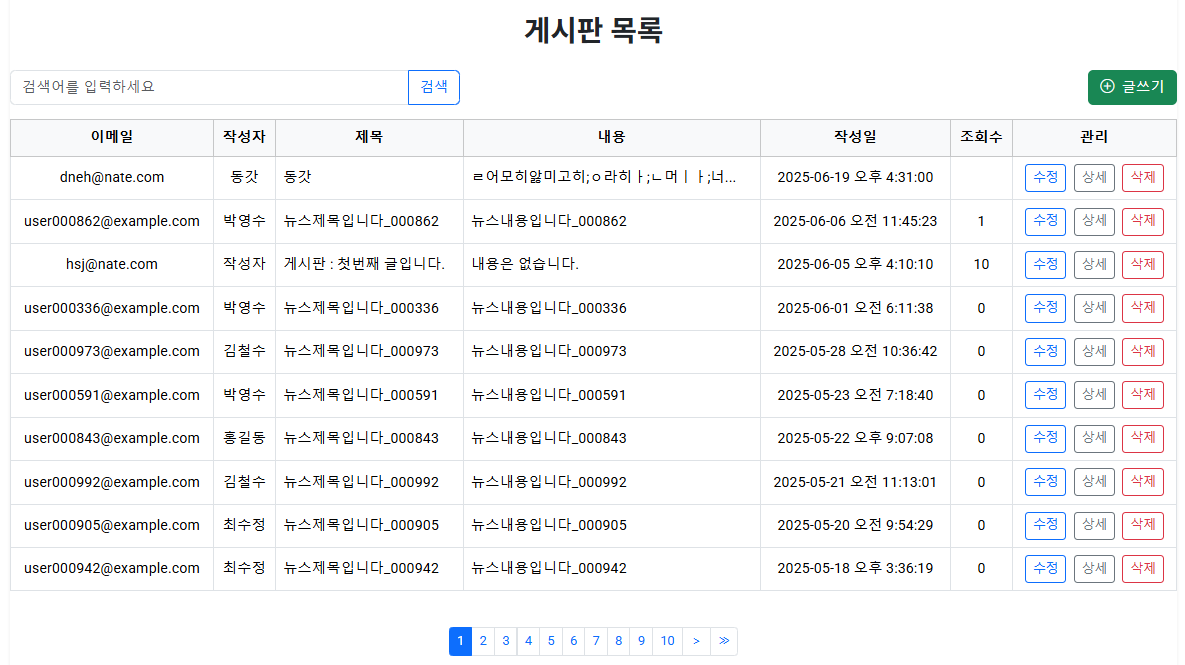 게시판 목록
검색어를 입력하세요 검색 글쓰기
이메일 작성자 제목 내용 작성일 조회수 관리
dneh@nate.com 동갓 동갓 ㄹ어모히앓미고히;ㅇ라히ㅏ;ㄴ머ㅣㅏ;너... 2025-06-19 오후 4:31:00 수정 상세 삭제
user000862@example.com 박영수 뉴스제목입니다_000862 뉴스내용입니다_000862 2025-06-06 오전 11:45:23 1 수정 상세 삭제
hsj@nate.com 작성자 게시판 : 첫번째 글입니다. 내용은 없습니다. 2025-06-05 오후 4:10:10 10 수정 상세 삭제
user000336@example.com 박영수 뉴스제목입니다_000336 뉴스내용입니다_000336 2025-06-01 오전 6:11:38 0 수정 상세 삭제
user000973@example.com 김철수 뉴스제목입니다_000973 뉴스내용입니다_000973 2025-05-28 오전 10:36:42 0 수정 상세 삭제
user000591@example.com 박영수 뉴스제목입니다_000591 뉴스내용입니다_000591 2025-05-23 오전 7:18:40 0 수정 상세 삭제
user000843@example.com 홍길동 뉴스제목입니다_000843 뉴스내용입니다_000843 2025-05-22 오후 9:07:08 0 수정 상세 삭제
user000992@example.com 김철수 뉴스제목입니다_000992 뉴스내용입니다_000992 2025-05-21 오전 11:13:01 0 수정 상세 삭제
user000905@example.com 최수정 뉴스제목입니다_000905 뉴스내용입니다_000905 2025-05-20 오전 9:54:29 0 수정 상세 삭제
user000942@example.com 최수정 뉴스제목입니다_000942 뉴스내용입니다_000942 2025-05-18 오후 3:36:19 0 수정 상세 삭제
1 2 3 4 5 6 7 8 9 10 > ≫